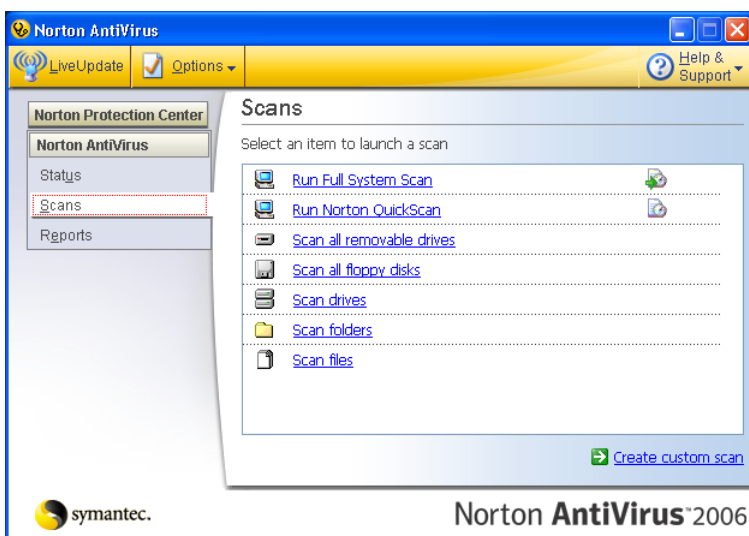 Norton AntiVirus
LiveUpdate
Options
Help &
Support
Norton Protection Center
Norton AntiVirus
Status
Scans
Reports
Scans
Select an item to launch a scan
Run Full System Scan
Run Norton QuickScan
Scan all removable drives
Scan all floppy disks
Scan drives
Scan folders
Scan files
Create custom scan
symantec.
Norton AntiVirus™2006